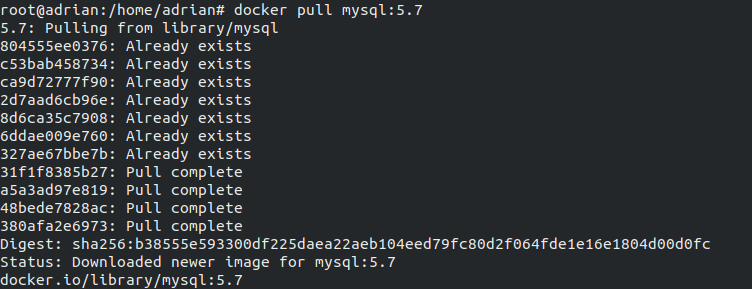 root@adrian:/home/adrian# docker pull mysql:5.7
5.7: Pulling from library/mysql
804555ee0376: Already exists
c53bab458734: Already exists
ca9d72777f90: Already exists
2d7aad6cb96e: Already exists
8d6ca35c7908: Already exists
6ddae009e760: Already exists
327ae67bbe7b: Already exists
31f1f8385b27: Pull complete
a5a3ad97e819: Pull complete
48bede7828ac: Pull complete
380afa2e6973: Pull complete
Digest: sha256:b38555e593300df225daea22aeb104eed79fc80d2f064fde1e16e1804d00d0fc
Status: Downloaded newer image for mysql:5.7
docker.io/library/mysql:5.7